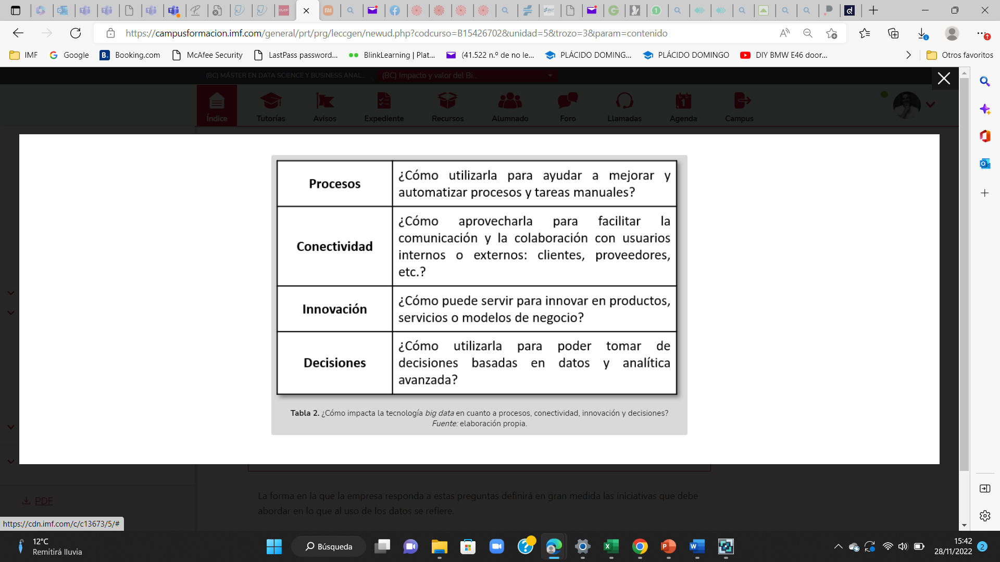 https://campusformacion.imf.com/general/prt/prg/leccgen/newud.php?codcurso=B15426702&unidad=5&trozo=3&param=contenido
IMF
Google
Booking.com
McAfee Security
LastPass password...
BlinkLearning | Plat...
(41.522 n.º de no le...
PLÁCIDO DOMING...
PLÁCIDO DOMINGO
DIY BMW E46 door...
Otros favoritos
(BC) MÁSTER EN DATA SCIENCE Y BUSINESS ANAL...
(BC) Impacto y valor del Bi...
Índice
Tutorías
Avisos
Expediente
Recursos
Alumnado
Foro
Llamadas
Agenda
Campus
Procesos
¿Cómo utilizarla para ayudar a mejorar y
automatizar procesos y tareas manuales?
Conectividad
¿Cómo aprovecharla para facilitar la
comunicación y la colaboración con usuarios
internos o externos: clientes, proveedores,
etc.?
Innovación
¿Cómo puede servir para innovar en productos,
servicios o modelos de negocio?
Decisiones
¿Cómo utilizarla para poder tomar de
decisiones basadas en datos y analítica
avanzada?
Tabla 2. ¿Cómo impacta la tecnología big data en cuanto a procesos, conectividad, innovación y decisiones?
Fuente: elaboración propia.
La forma en la que la empresa responda a estas preguntas definirá en gran medida las iniciativas que debe
abordar en lo que al uso de los datos se refiere.
PDF
https://cdn.imf.com/c/c13673/5/#
12°C
Remitirá lluvia
Búsqueda
15:42
28/11/2022
2